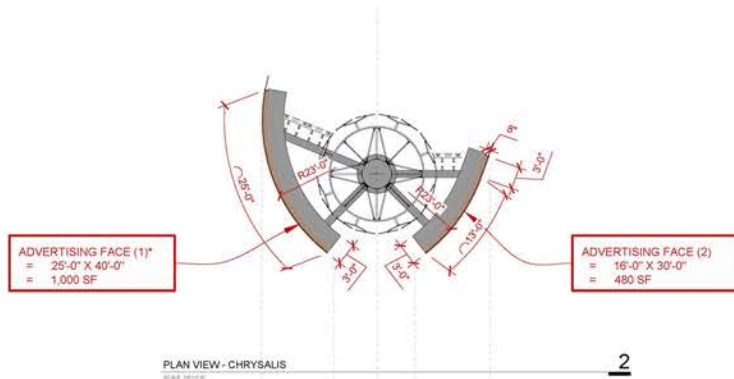 8"
3'-0"
R23'-0"
25'-0"
R23'-0"
13'-0"
3'-0"
3'-0"
ADVERTISING FACE (1)*
= 25'-0" X 40'-0"
= 1,000 SF
ADVERTISING FACE (2)
= 16'-0" X 30'-0"
= 480 SF
PLAN VIEW - CHRYSALIS
2